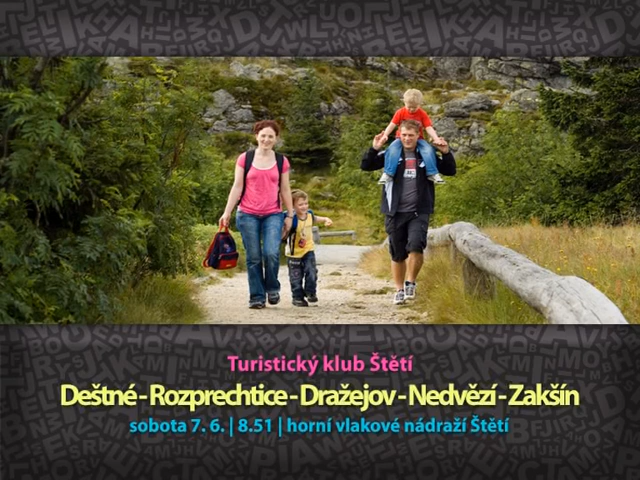 Turistický klub Štětí
Deštné - Rozprechtice - Dražejov - Nedvězí - Zakšín
sobota 7. 6. | 8.51 | horní vlakové nádraží Štětí